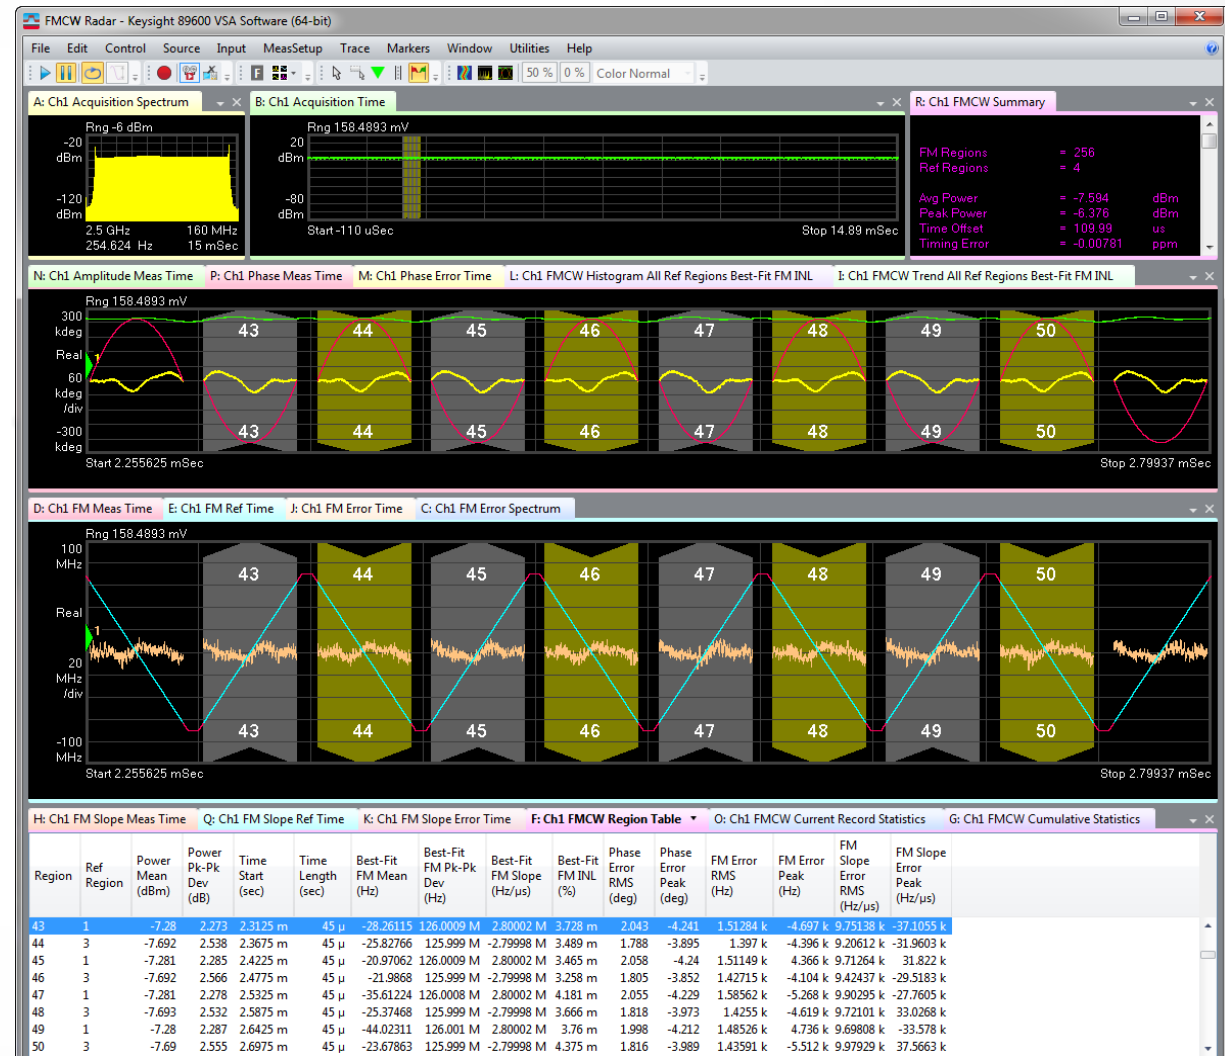 FMCW Radar - Keysight 89600 VSA Software (64-bit)
File Edit Control Source Input MeasSetup Trace Markers Window Utilities Help
50 % 0 % Color Normal
A: Ch1 Acquisition Spectrum
Rng -6 dBm
-20
dBm
-120
dBm
2.5 GHz 160 MHz
254.624 Hz 15 mSec
B: Ch1 Acquisition Time
Rng 158.4893 mV
20
dBm
-80
dBm
Start -110 uSec Stop 14.89 mSec
R: Ch1 FMCW Summary
FM Regions = 256
Ref Regions = 4
Avg Power = -7.594 dBm
Peak Power = -6.376 dBm
Time Offset = 109.99 us
Timing Error = -0.00781 ppm
N: Ch1 Amplitude Meas Time P: Ch1 Phase Meas Time M: Ch1 Phase Error Time L: Ch1 FMCW Histogram All Ref Regions Best-Fit FM INL I: Ch1 FMCW Trend All Ref Regions Best-Fit FM INL
Rng 158.4893 mV
300
kdeg
Real
60
kdeg
/div
-300
kdeg
1
43 44 45 46 47 48 49 50
43 44 45 46 47 48 49 50
Start 2.255625 mSec Stop 2.79937 mSec
D: Ch1 FM Meas Time E: Ch1 FM Ref Time J: Ch1 FM Error Time C: Ch1 FM Error Spectrum
Rng 158.4893 mV
100
MHz
Real
20
MHz
/div
-100
MHz
1
43 44 45 46 47 48 49 50
43 44 45 46 47 48 49 50
Start 2.255625 mSec Stop 2.79937 mSec
H: Ch1 FM Slope Meas Time Q: Ch1 FM Slope Ref Time K: Ch1 FM Slope Error Time F: Ch1 FMCW Region Table O: Ch1 FMCW Current Record Statistics G: Ch1 FMCW Cumulative Statistics
Region Ref Region Power Mean (dBm) Power Pk-Pk Dev (dB) Time Start (sec) Time Length (sec) Best-Fit FM Mean (Hz) Best-Fit FM Pk-Pk Dev (Hz) Best-Fit FM Slope (Hz/µs) Best-Fit FM INL (%) Phase Error RMS (deg) Phase Error Peak (deg) FM Error RMS (Hz) FM Error Peak (Hz) FM Slope Error RMS (Hz/µs) FM Slope Error Peak (Hz/µs)
43 1 -7.28 2.273 2.3125 m 45 µ -28.26115 126.0009 M 2.80002 M 3.728 m 2.043 -4.241 1.51284 k -4.697 k 9.75138 k -37.1055 k
44 3 -7.692 2.538 2.3675 m 45 µ -25.82766 125.999 M -2.79998 M 3.489 m 1.788 -3.895 1.397 k -4.396 k 9.20612 k -31.9603 k
45 1 -7.281 2.285 2.4225 m 45 µ -20.97062 126.0009 M 2.80002 M 3.465 m 2.058 -4.24 1.51149 k 4.366 k 9.71264 k 31.822 k
46 3 -7.692 2.566 2.4775 m 45 µ -21.9868 125.999 M -2.79998 M 3.258 m 1.805 -3.852 1.42715 k -4.104 k 9.42437 k -29.5183 k
47 1 -7.281 2.278 2.5325 m 45 µ -35.61224 126.0008 M 2.80002 M 4.181 m 2.055 -4.229 1.58562 k -5.268 k 9.90295 k -27.7605 k
48 3 -7.693 2.532 2.5875 m 45 µ -25.37468 125.999 M -2.79998 M 3.666 m 1.818 -3.973 1.4255 k -4.619 k 9.72101 k 33.0268 k
49 1 -7.28 2.287 2.6425 m 45 µ -44.02311 126.001 M 2.80002 M 3.76 m 1.998 -4.212 1.48526 k 4.736 k 9.69808 k -33.578 k
50 3 -7.69 2.555 2.6975 m 45 µ -23.67863 125.999 M -2.79998 M 4.375 m 1.816 -3.989 1.43591 k -5.512 k 9.97929 k 37.5663 k